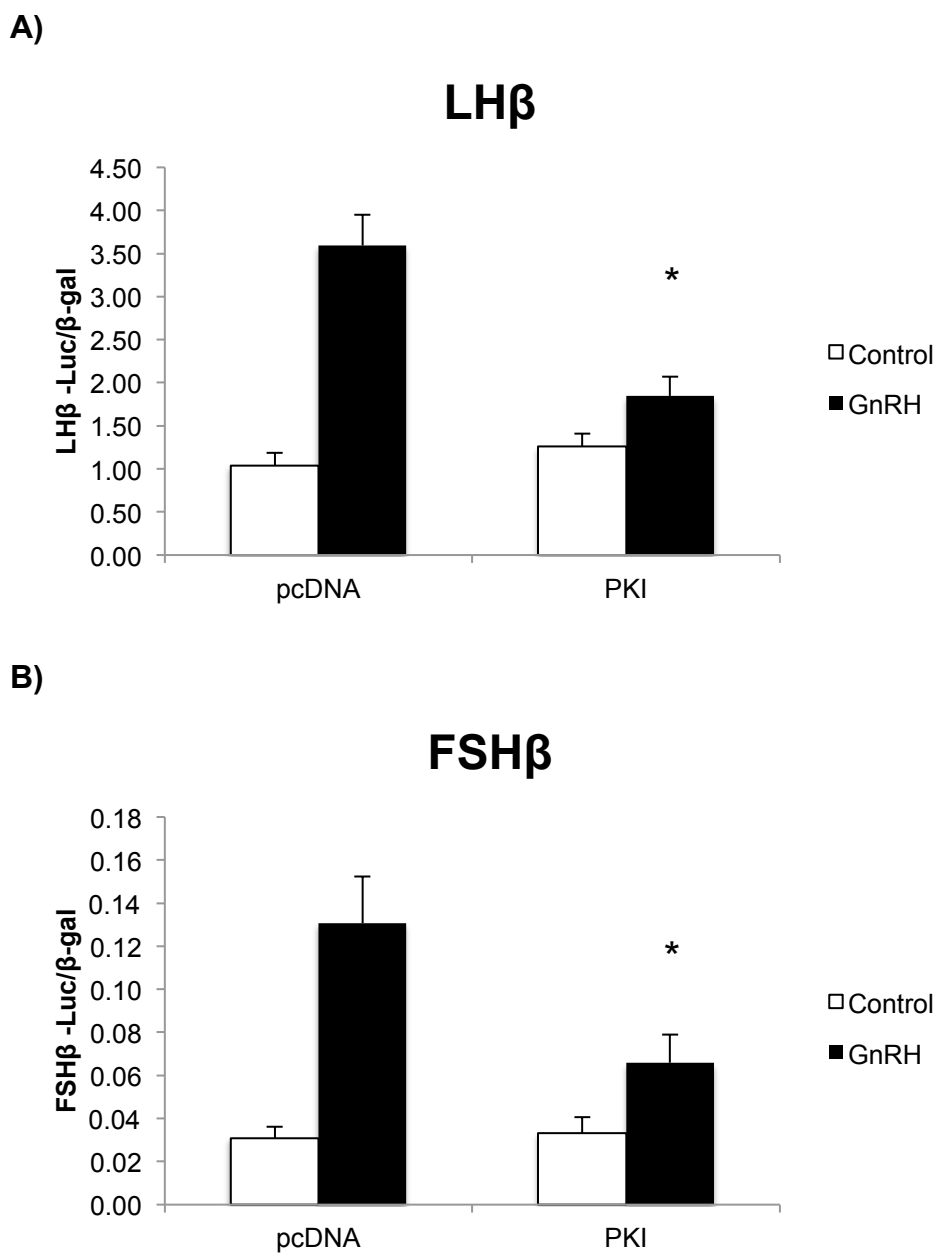 A)
LHβ
4.50
4.00
3.50
3.00
2.50
2.00
1.50
1.00
0.50
0.00
LHβ -Luc/β-gal
*
Control
GnRH
pcDNA
PKI
B)
FSHβ
0.18
0.16
0.14
0.12
0.10
0.08
0.06
0.04
0.02
0.00
FSHβ -Luc/β-gal
*
Control
GnRH
pcDNA
PKI